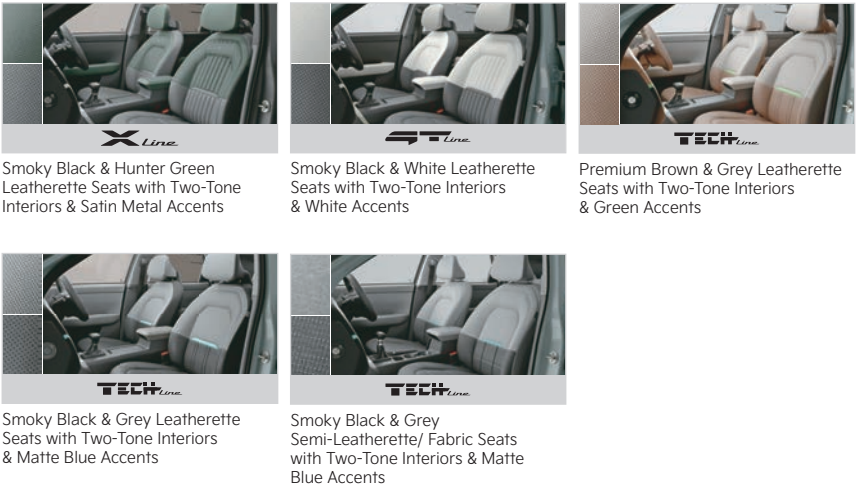 X Line
GT Line
TECH Line
Smoky Black & Hunter Green
Leatherette Seats with Two-Tone
Interiors & Satin Metal Accents
Smoky Black & White Leatherette
Seats with Two-Tone Interiors
& White Accents
Premium Brown & Grey Leatherette
Seats with Two-Tone Interiors
& Green Accents
TECH Line
TECH Line
Smoky Black & Grey Leatherette
Seats with Two-Tone Interiors
& Matte Blue Accents
Smoky Black & Grey
Semi-Leatherette/ Fabric Seats
with Two-Tone Interiors & Matte
Blue Accents